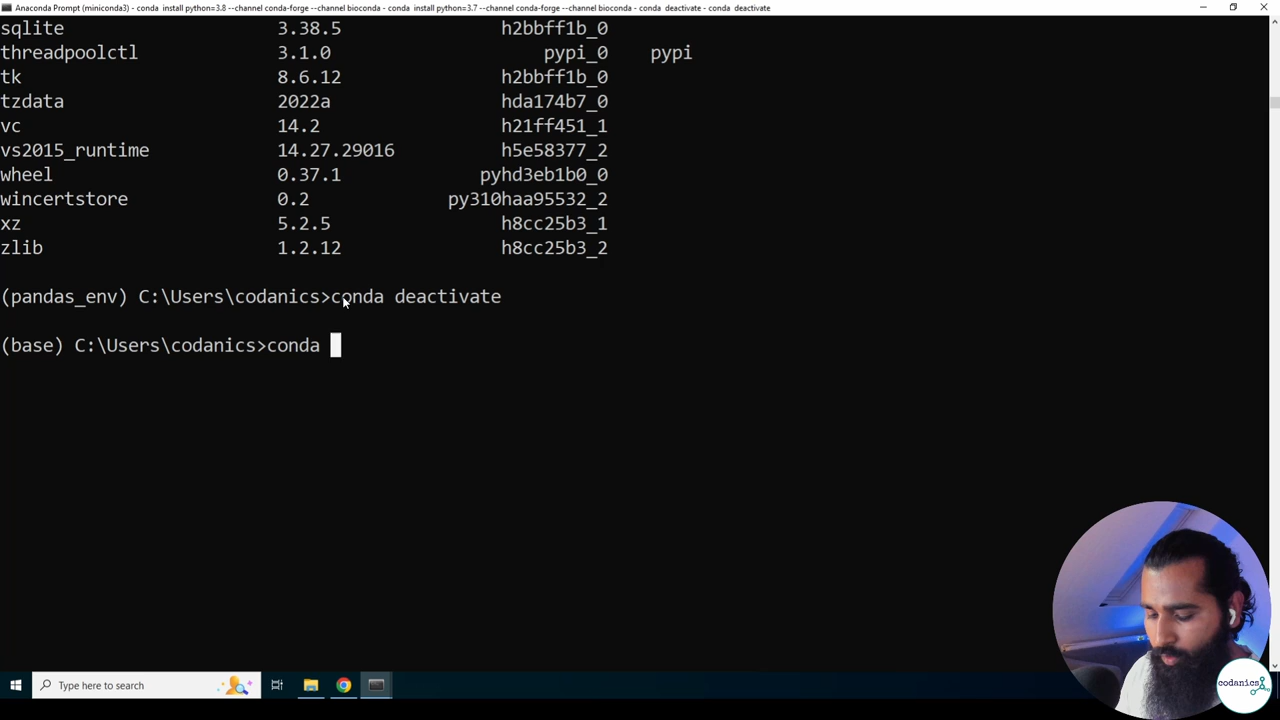 Anaconda Prompt (miniconda3) - conda install python=3.8 --channel conda-forge --channel bioconda - conda install python=3.7 --channel conda-forge --channel bioconda - conda deactivate - conda deactivate
sqlite 3.38.5 h2bbff1b_0
threadpoolctl 3.1.0 pypi_0 pypi
tk 8.6.12 h2bbff1b_0
tzdata 2022a hda174b7_0
vc 14.2 h21ff451_1
vs2015_runtime 14.27.29016 h5e58377_2
wheel 0.37.1 pyhd3eb1b0_0
wincertstore 0.2 py310haa95532_2
xz 5.2.5 h8cc25b3_1
zlib 1.2.12 h8cc25b3_2
(pandas_env) C:\Users\codanics>conda deactivate
(base) C:\Users\codanics>conda
Type here to search
codanics